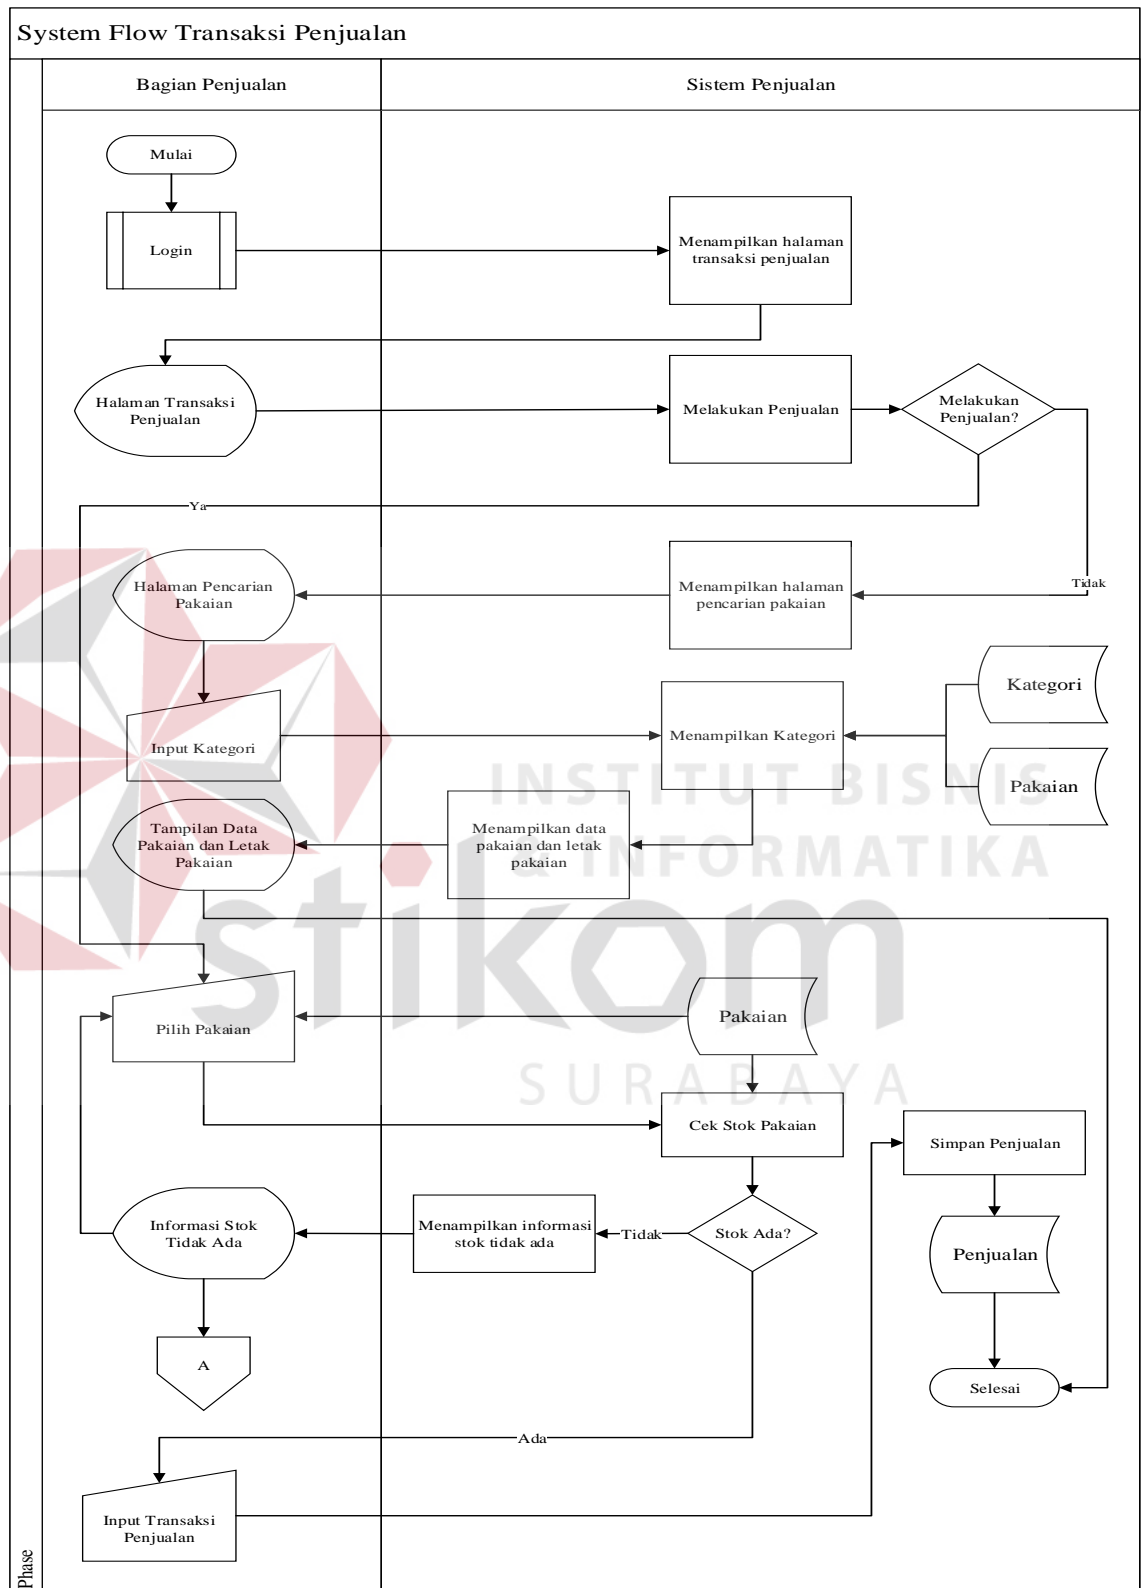 System Flow Transaksi Penjualan
Bagian Penjualan
Sistem Penjualan
Mulai
Login
Menampilkan halaman
transaksi penjualan
Halaman Transaksi
Penjualan
Melakukan Penjualan
Melakukan
Penjualan?
Ya
Tidak
Halaman Pencarian
Pakaian
Menampilkan halaman
pencarian pakaian
Kategori
Input Kategori
Menampilkan Kategori
Pakaian
Tampilan Data
Pakaian dan Letak
Pakaian
Menampilkan data
pakaian dan letak
pakaian
INSTITUT BISNIS
& INFORMATIKA
stikom
SURABAYA
Pilih Pakaian
Pakaian
Cek Stok Pakaian
Simpan Penjualan
Informasi Stok
Tidak Ada
Menampilkan informasi
stok tidak ada
Tidak
Stok Ada?
Penjualan
A
Selesai
Ada
Input Transaksi
Penjualan
Phase